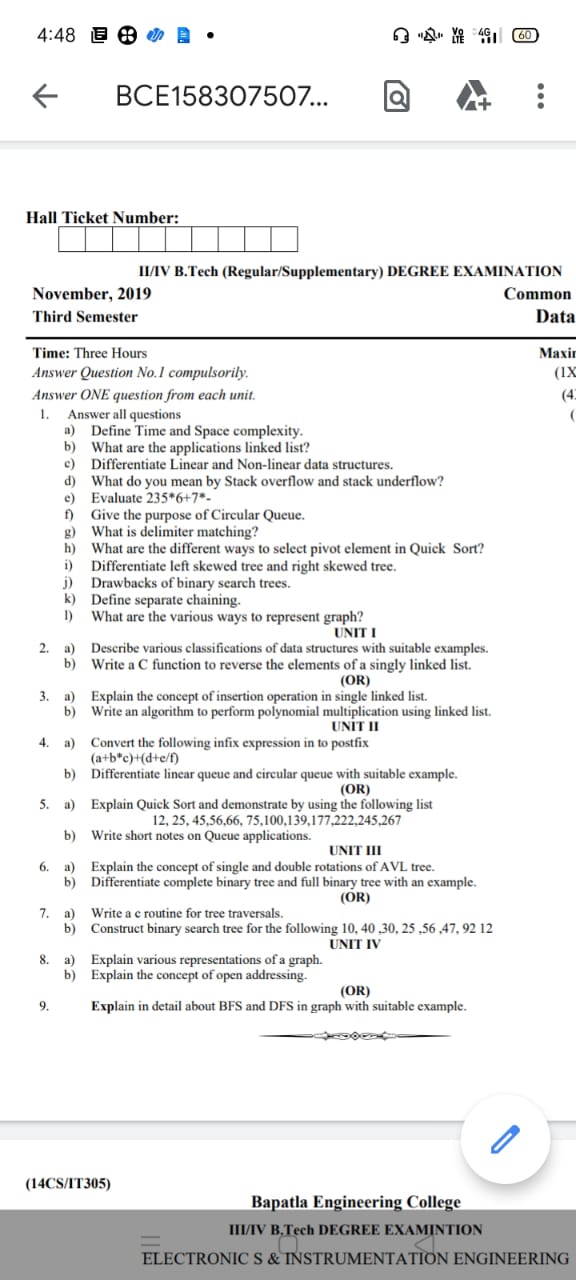 4:48 Vo LTE 4G 60
BCE158307507...
Hall Ticket Number:
II/IV B.Tech (Regular/Supplementary) DEGREE EXAMINATION
November, 2019 Common
Third Semester Data
Time: Three Hours Maxin
Answer Question No.1 compulsorily. (1X
Answer ONE question from each unit. (4
1. Answer all questions (
a) Define Time and Space complexity.
b) What are the applications linked list?
c) Differentiate Linear and Non-linear data structures.
d) What do you mean by Stack overflow and stack underflow?
e) Evaluate 235*6+7*-
f) Give the purpose of Circular Queue.
g) What is delimiter matching?
h) What are the different ways to select pivot element in Quick Sort?
i) Differentiate left skewed tree and right skewed tree.
j) Drawbacks of binary search trees.
k) Define separate chaining.
l) What are the various ways to represent graph?
UNIT I
2. a) Describe various classifications of data structures with suitable examples.
b) Write a C function to reverse the elements of a singly linked list.
(OR)
3. a) Explain the concept of insertion operation in single linked list.
b) Write an algorithm to perform polynomial multiplication using linked list.
UNIT II
4. a) Convert the following infix expression in to postfix
(a+b*c)+(d+e/f)
b) Differentiate linear queue and circular queue with suitable example.
(OR)
5. a) Explain Quick Sort and demonstrate by using the following list
12, 25, 45,56,66, 75,100,139,177,222,245,267
b) Write short notes on Queue applications.
UNIT III
6. a) Explain the concept of single and double rotations of AVL tree.
b) Differentiate complete binary tree and full binary tree with an example.
(OR)
7. a) Write a c routine for tree traversals.
b) Construct binary search tree for the following 10, 40 ,30, 25 ,56 ,47, 92 12
UNIT IV
8. a) Explain various representations of a graph.
b) Explain the concept of open addressing.
(OR)
9. Explain in detail about BFS and DFS in graph with suitable example.
(14CS/IT305)
Bapatla Engineering College
III/IV B.Tech DEGREE EXAMINTION
ELECTRONIC S & INSTRUMENTATION ENGINEERING